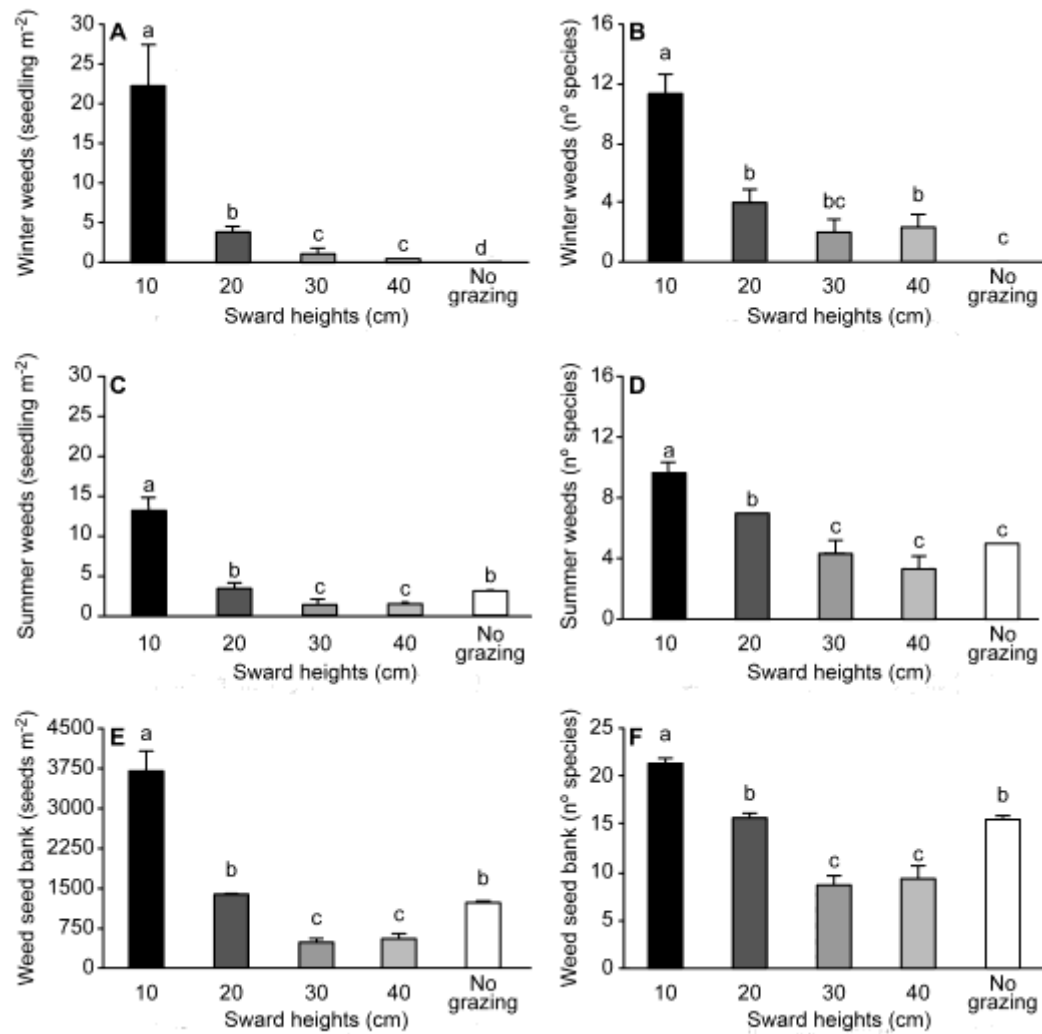 A
Winter weeds (seedling m⁻²)
30
25
20
15
10
5
0
a
b
c
c
d
10 20 30 40 No grazing
Sward heights (cm)
B
Winter weeds (nº species)
16
12
8
4
0
a
b
bc
b
c
10 20 30 40 No grazing
Sward heights (cm)
C
Summer weeds (seedling m⁻²)
30
25
20
15
10
5
0
a
b
c
c
b
10 20 30 40 No grazing
Sward heights (cm)
D
Summer weeds (nº species)
16
12
8
4
0
a
b
c
c
c
10 20 30 40 No grazing
Sward heights (cm)
E
Weed seed bank (seeds m⁻²)
4500
3750
3000
2250
1500
750
0
a
b
c
c
b
10 20 30 40 No grazing
Sward heights (cm)
F
Weed seed bank (nº species)
25
20
15
10
5
0
a
b
c
c
b
10 20 30 40 No grazing
Sward heights (cm)